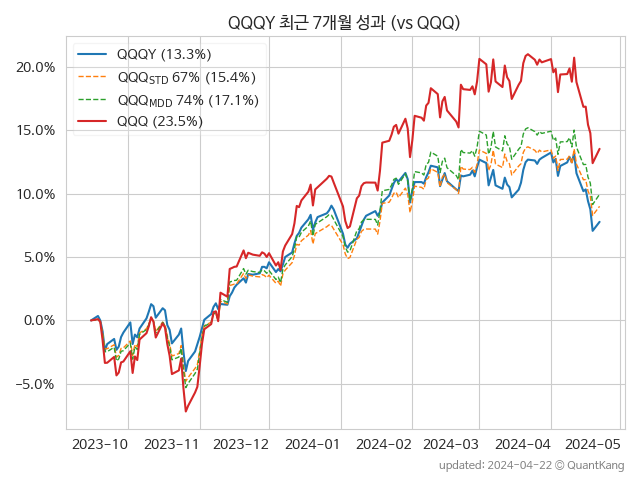 QQQY 최근 7개월 성과 (vs QQQ)
QQQY (13.3%)
QQQSTD 67% (15.4%)
QQQMDD 74% (17.1%)
QQQ (23.5%)
20.0%
15.0%
10.0%
5.0%
0.0%
−5.0%
2023-10 2023-11 2023-12 2024-01 2024-02 2024-03 2024-04 2024-05
updated: 2024-04-22 © QuantKang